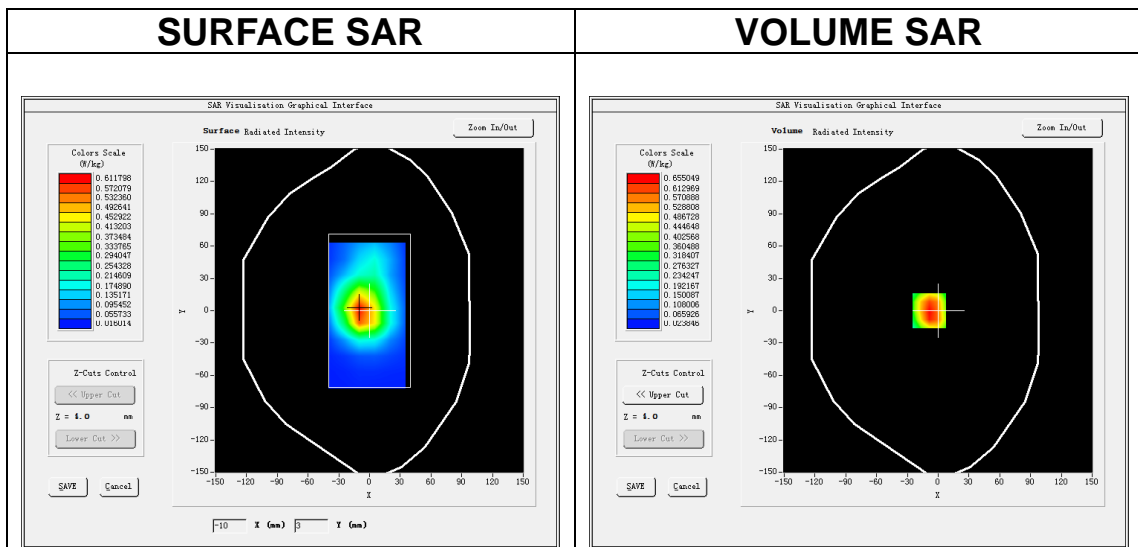 SURFACE SAR
VOLUME SAR
SAR Visualisation Graphical Interface
Surface Radiated Intensity
Zoom In/Out
Colors Scale
(W/kg)
0.611798
0.572079
0.532360
0.492641
0.452922
0.413203
0.373484
0.333765
0.294047
0.254328
0.214609
0.174890
0.135171
0.095452
0.055733
0.016014
150
120
90
60
30
0
-30
-60
-90
-120
-150
Y
-150 -120 -90 -60 -30 0 30 60 90 120 150
X
Z-Cuts Control
<< Upper Cut
Z = 4.0 mm
Lower Cut >>
SAVE Cancel
-10 X (mm) 3 Y (mm)
SAR Visualisation Graphical Interface
Volume Radiated Intensity
Zoom In/Out
Colors Scale
(W/kg)
0.655049
0.612969
0.570888
0.528808
0.486728
0.444648
0.402568
0.360488
0.318407
0.276327
0.234247
0.192167
0.150087
0.108006
0.065926
0.023846
150
120
90
60
30
0
-30
-60
-90
-120
-150
Y
-150 -120 -90 -60 -30 0 30 60 90 120 150
X
Z-Cuts Control
<< Upper Cut
Z = 4.0 mm
Lower Cut >>
SAVE Cancel